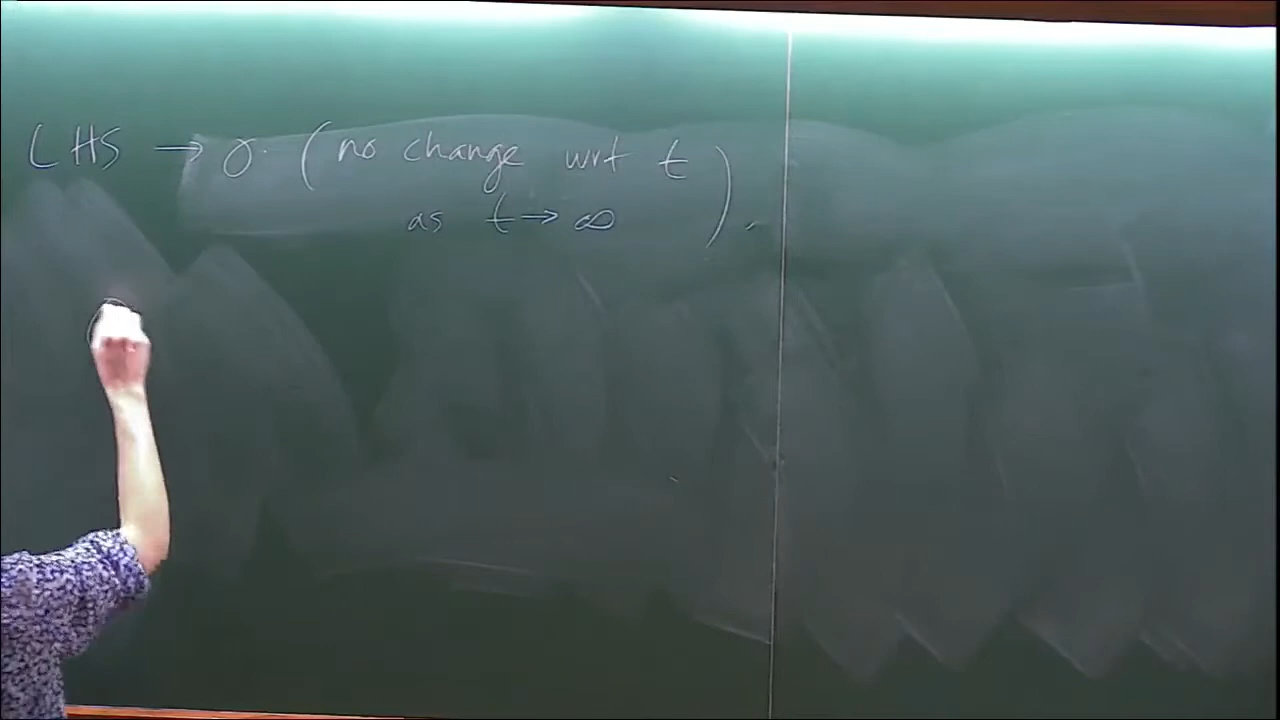 LHS → 0. (no change wrt t
as t → ∞).